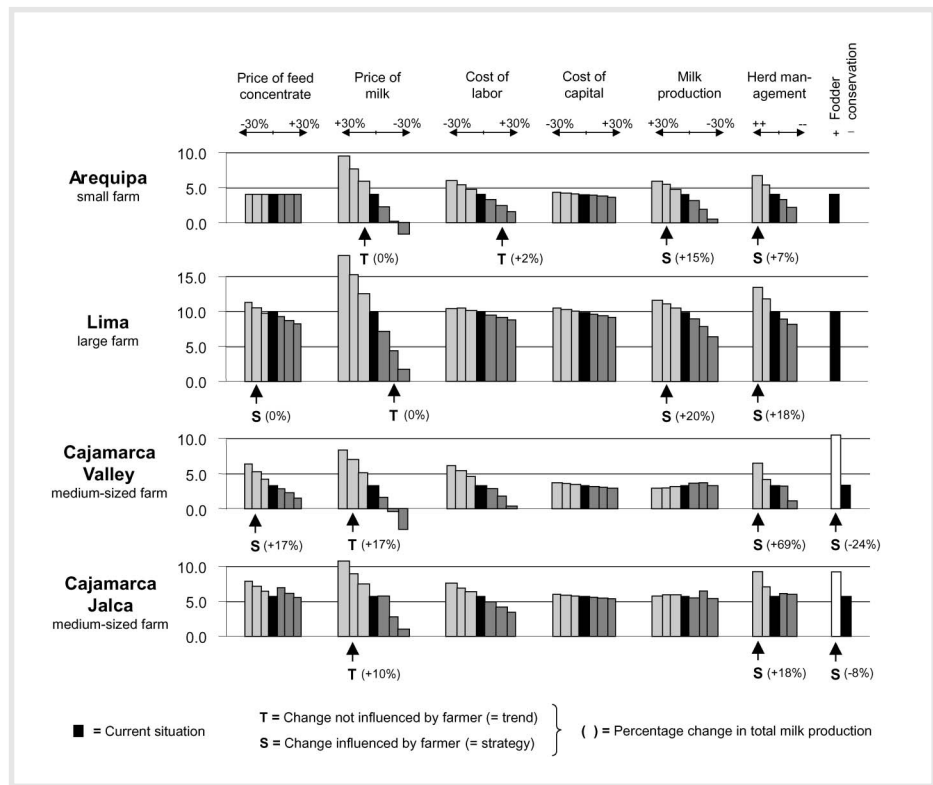 Price of feed concentrate
Price of milk
Cost of labor
Cost of capital
Milk production
Herd man- agement
+ Fodder
– conservation
-30% +30%
+30% -30%
-30% +30%
-30% +30%
+30% -30%
++ --
Arequipa
small farm
10.0
5.0
0.0
T (0%)
T (+2%)
S (+15%)
S (+7%)
Lima
large farm
15.0
10.0
5.0
0.0
S (0%)
T (0%)
S (+20%)
S (+18%)
Cajamarca
Valley
medium-sized farm
10.0
5.0
0.0
S (+17%)
T (+17%)
S (+69%)
S (-24%)
Cajamarca
Jalca
medium-sized farm
10.0
5.0
0.0
T (+10%)
S (+18%)
S (-8%)
= Current situation
T = Change not influenced by farmer (= trend)
S = Change influenced by farmer (= strategy)
( ) = Percentage change in total milk production